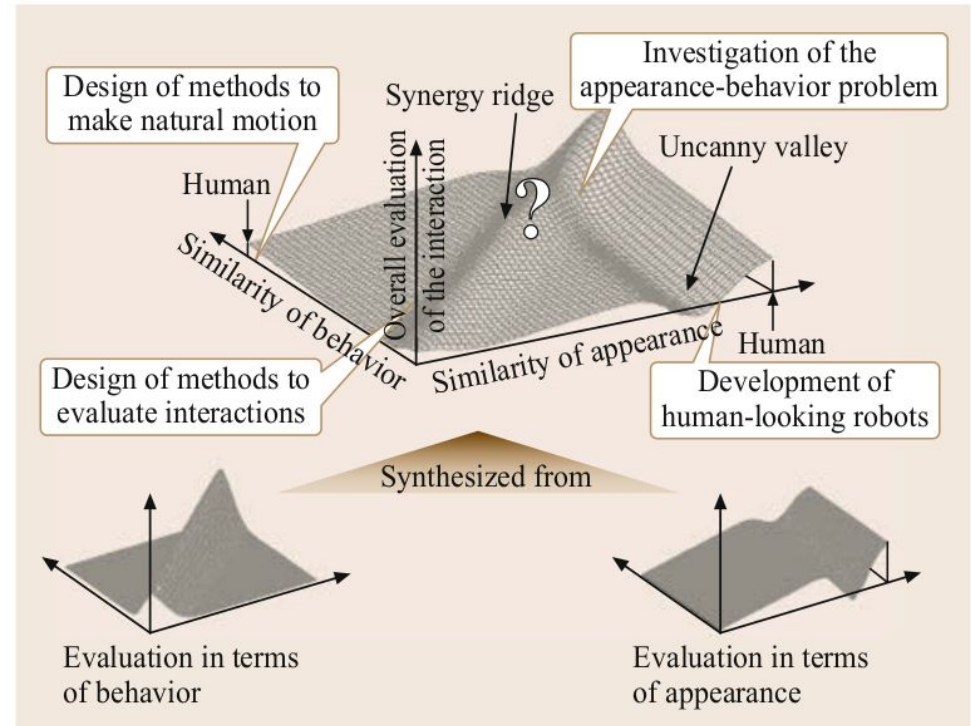 Investigation of the
appearance-behavior problem
Design of methods to
make natural motion
Synergy ridge
Uncanny valley
Human
?
Overall evaluation
of the interaction
Similarity of behavior
Similarity of appearance
Human
Design of methods to
evaluate interactions
Development of
human-looking robots
Synthesized from
Evaluation in terms
of behavior
Evaluation in terms
of appearance